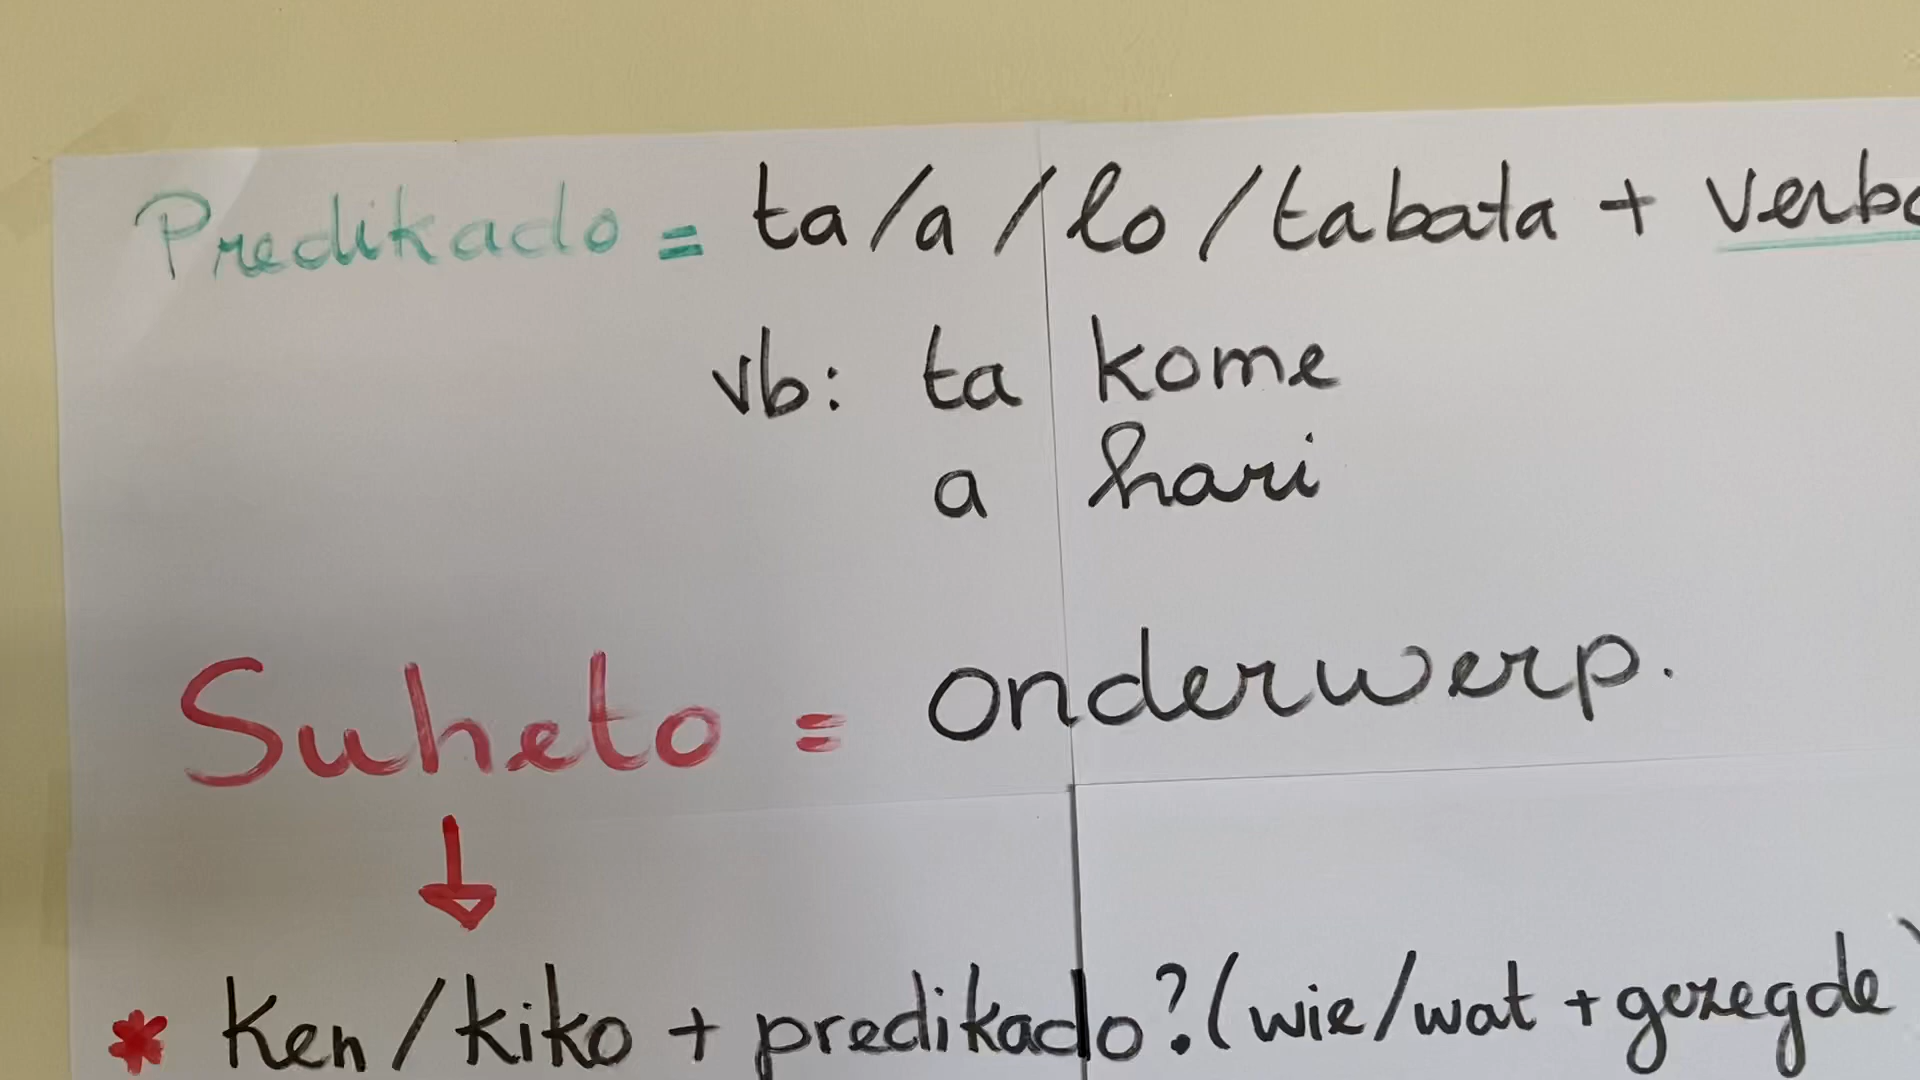 Predikado = ta/a/lo/tabata + verbo
vb: ta kome
a hari
Suheto = onderwerp.
* Ken/kiko + predikado? (wie/wat + gezegde)